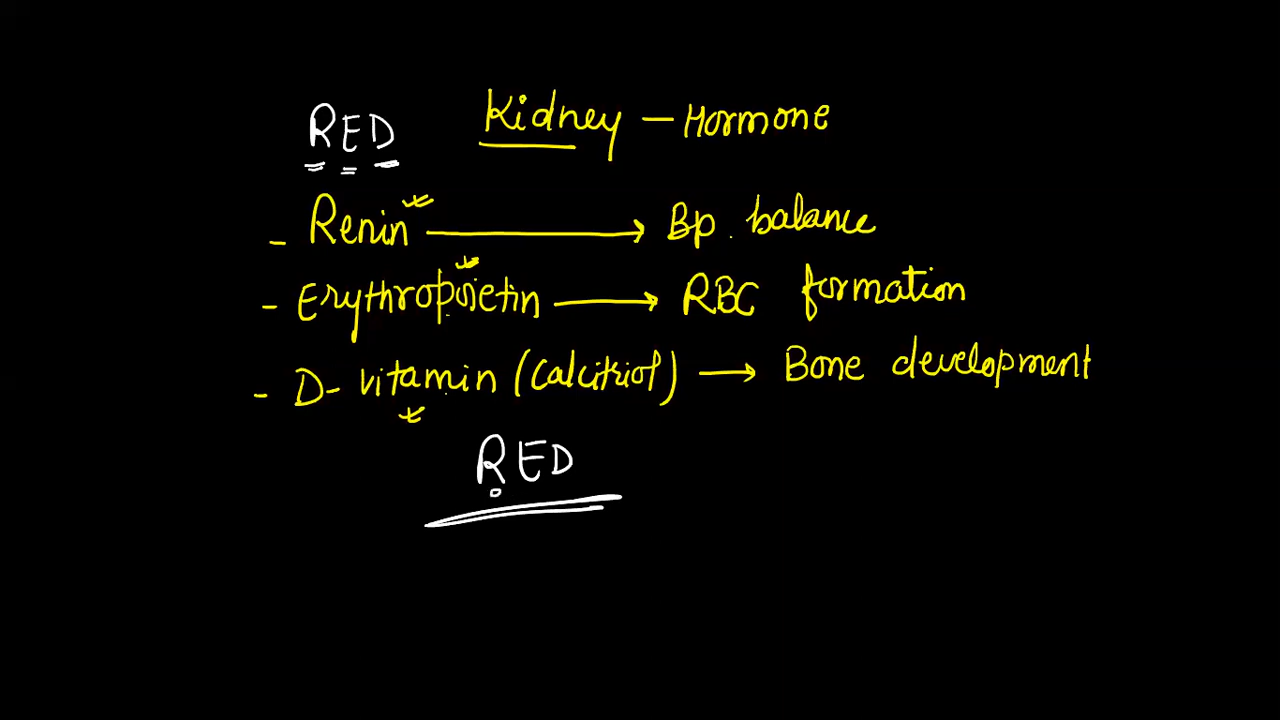 RED Kidney - Hormone
- Renin → Bp. balance
- Erythropoietin → RBC formation
- D- vitamin (Calcitriol) → Bone development
RED